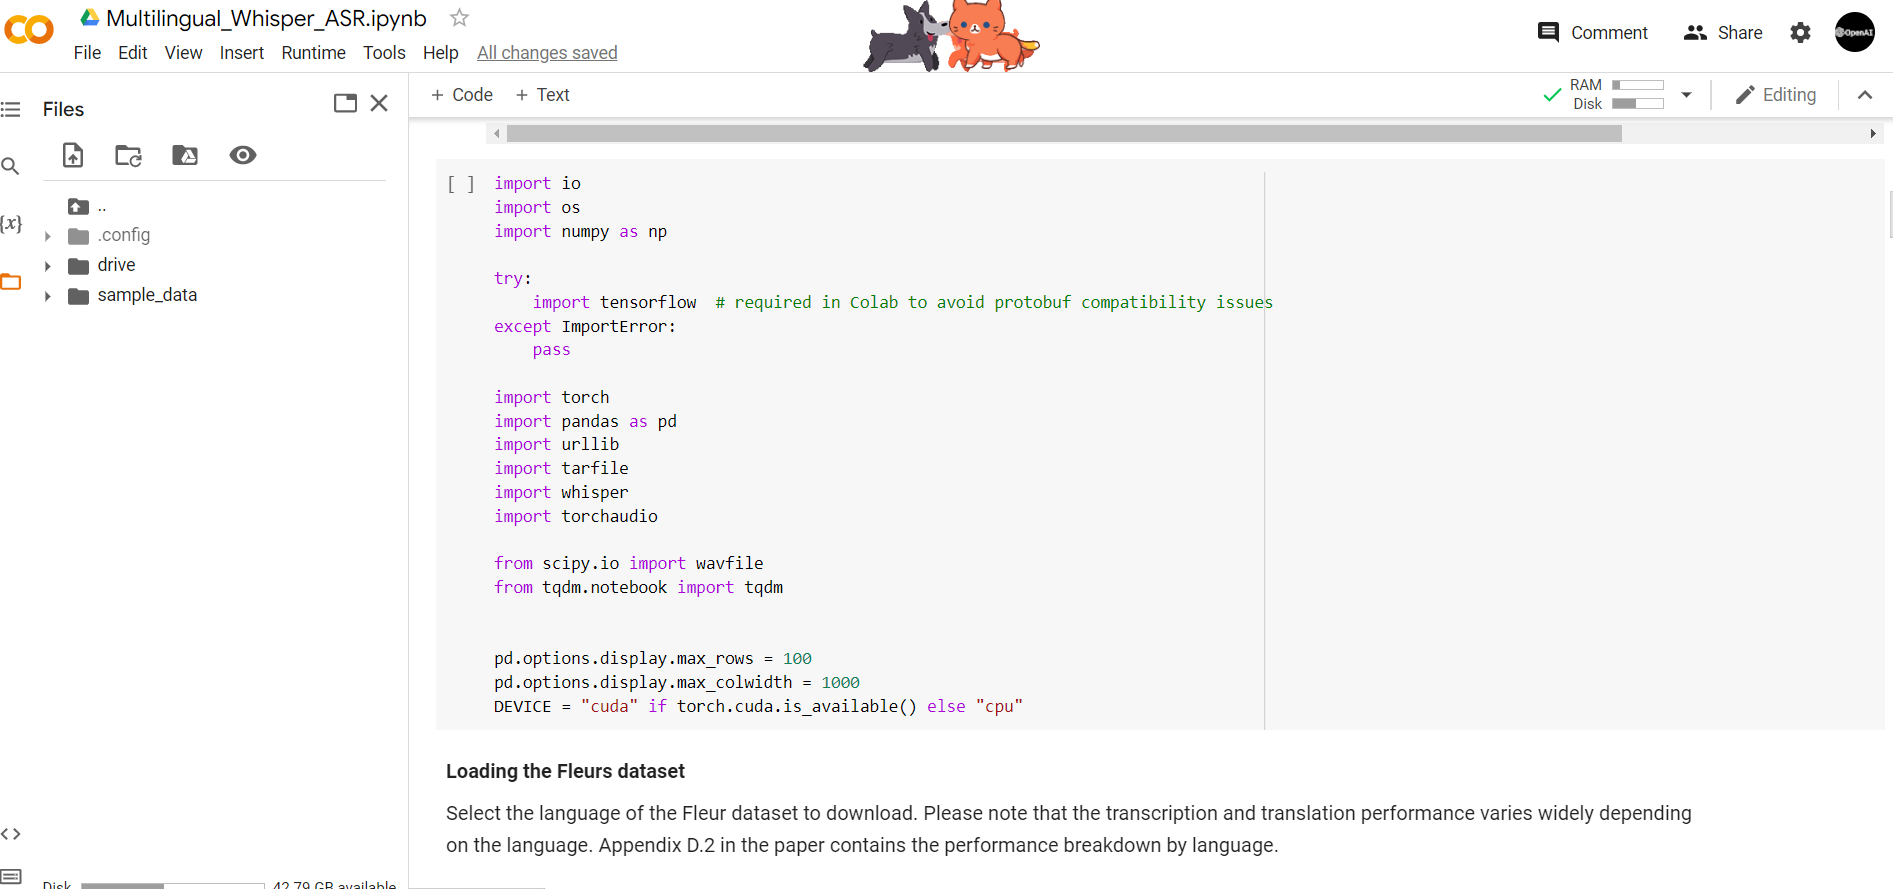 Multilingual_Whisper_ASR.ipynb
File Edit View Insert Runtime Tools Help All changes saved
Comment Share
OpenAI
Files
+ Code + Text
RAM
Disk
Editing
{x}
..
.config
drive
sample_data
[ ]
import io
import os
import numpy as np
try:
import tensorflow # required in Colab to avoid protobuf compatibility issues
except ImportError:
pass
import torch
import pandas as pd
import urllib
import tarfile
import whisper
import torchaudio
from scipy.io import wavfile
from tqdm.notebook import tqdm
pd.options.display.max_rows = 100
pd.options.display.max_colwidth = 1000
DEVICE = "cuda" if torch.cuda.is_available() else "cpu"
Loading the Fleurs dataset
Select the language of the Fleur dataset to download. Please note that the transcription and translation performance varies widely depending
on the language. Appendix D.2 in the paper contains the performance breakdown by language.
Disk 42.79 GB available